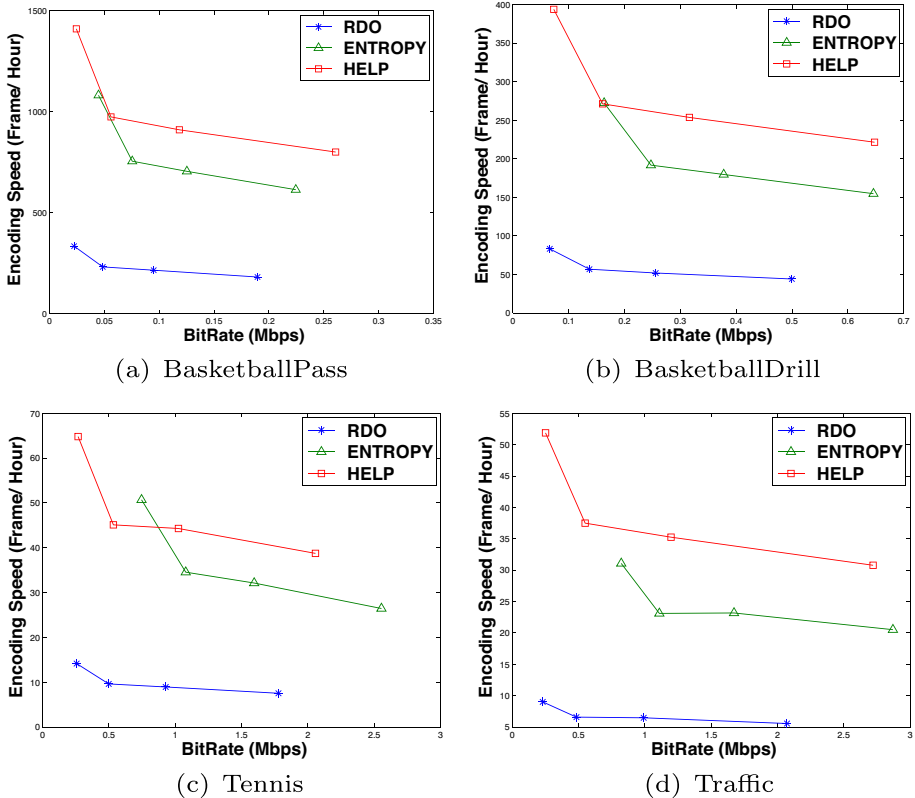 RDO
ENTROPY
HELP
Encoding Speed (Frame/ Hour)
1500
1000
500
0
0 0.05 0.1 0.15 0.2 0.25 0.3 0.35
BitRate (Mbps)
(a) BasketballPass
RDO
ENTROPY
HELP
Encoding Speed (Frame/ Hour)
400
350
300
250
200
150
100
50
0
0 0.1 0.2 0.3 0.4 0.5 0.6 0.7
BitRate (Mbps)
(b) BasketballDrill
RDO
ENTROPY
HELP
Encoding Speed (Frame/ Hour)
70
60
50
40
30
20
10
0
0 0.5 1 1.5 2 2.5 3
BitRate (Mbps)
(c) Tennis
RDO
ENTROPY
HELP
Encoding Speed (Frame/ Hour)
55
50
45
40
35
30
25
20
15
10
5
0 0.5 1 1.5 2 2.5 3
BitRate (Mbps)
(d) Traffic